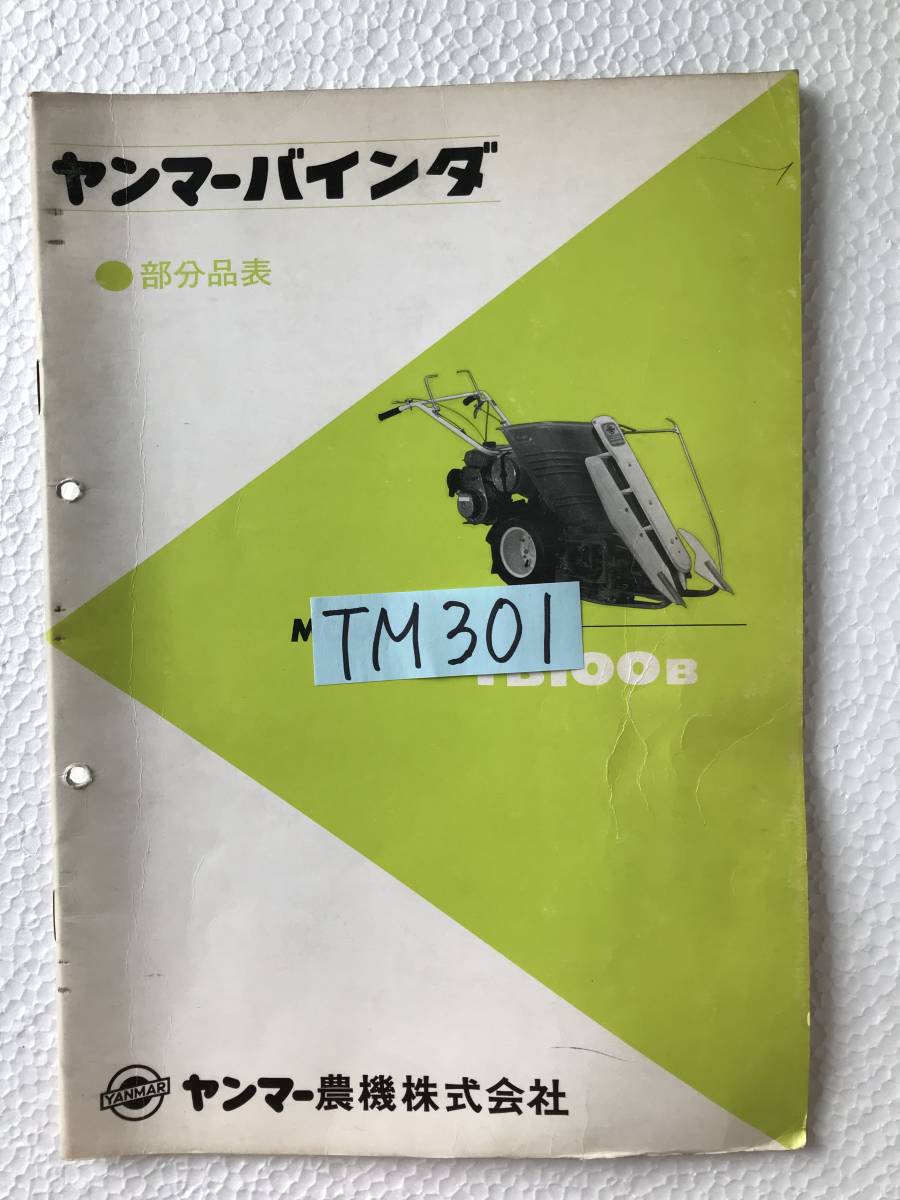 ヤンマーバインダ
●部分品表
TM301
B100B
YANMAR
ヤンマー農機株式会社